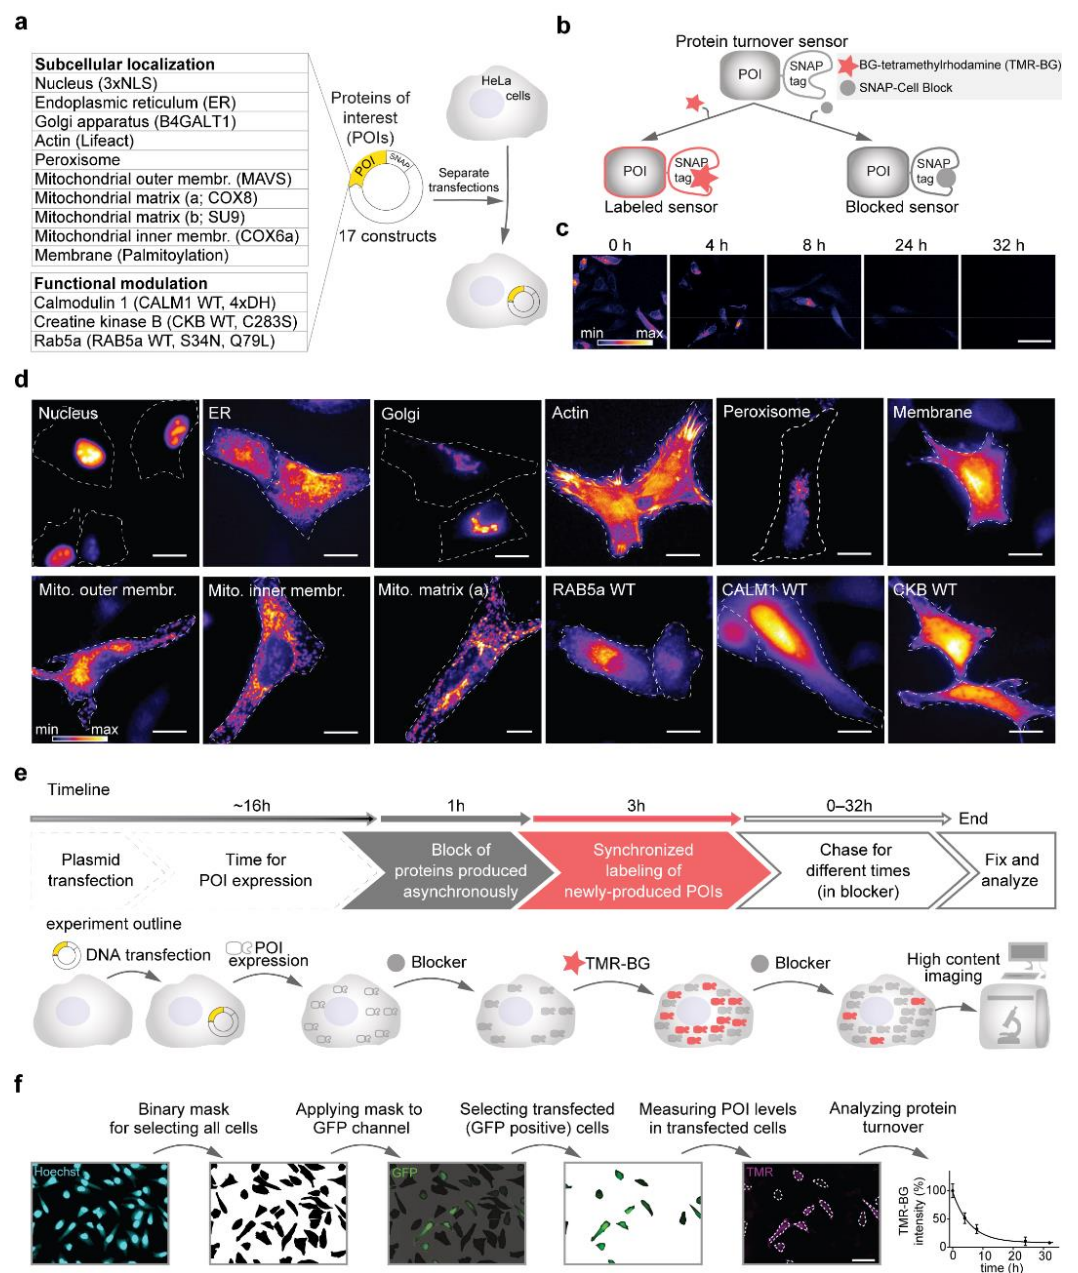 a
Subcellular localization
Nucleus (3xNLS)
Endoplasmic reticulum (ER)
Golgi apparatus (B4GALT1)
Actin (Lifeact)
Peroxisome
Mitochondrial outer membr. (MAVS)
Mitochondrial matrix (a; COX8)
Mitochondrial matrix (b; SU9)
Mitochondrial inner membr. (COX6a)
Membrane (Palmitoylation)
Functional modulation
Calmodulin 1 (CALM1 WT, 4xDH)
Creatine kinase B (CKB WT, C283S)
Rab5a (RAB5a WT, S34N, Q79L)
Proteins of
interest
(POIs)
POI
SNAP
17 constructs
HeLa
cells
Separate
transfections
b
Protein turnover sensor
POI
SNAP
tag
BG-tetramethylrhodamine (TMR-BG)
SNAP-Cell Block
POI
SNAP
tag
Labeled sensor
POI
SNAP
tag
Blocked sensor
c
0 h 4 h 8 h 24 h 32 h
min max
d
Nucleus
ER
Golgi
Actin
Peroxisome
Membrane
Mito. outer membr.
Mito. inner membr.
Mito. matrix (a)
RAB5a WT
CALM1 WT
CKB WT
min max
e
Timeline
~16h
1h
3h
0–32h
End
Plasmid
transfection
Time for
POI expression
Block of
proteins produced
asynchronously
Synchronized
labeling of
newly-produced POIs
Chase for
different times
(in blocker)
Fix and
analyze
experiment outline
DNA transfection
POI
expression
Blocker
TMR-BG
Blocker
High content
imaging
f
Binary mask
for selecting all cells
Applying mask to
GFP channel
Selecting transfected
(GFP positive) cells
Measuring POI levels
in transfected cells
Analyzing protein
turnover
Hoechst
GFP
TMR
TMR-BG
intensity (%)
100
50
0
0 10 20 30
time (h)